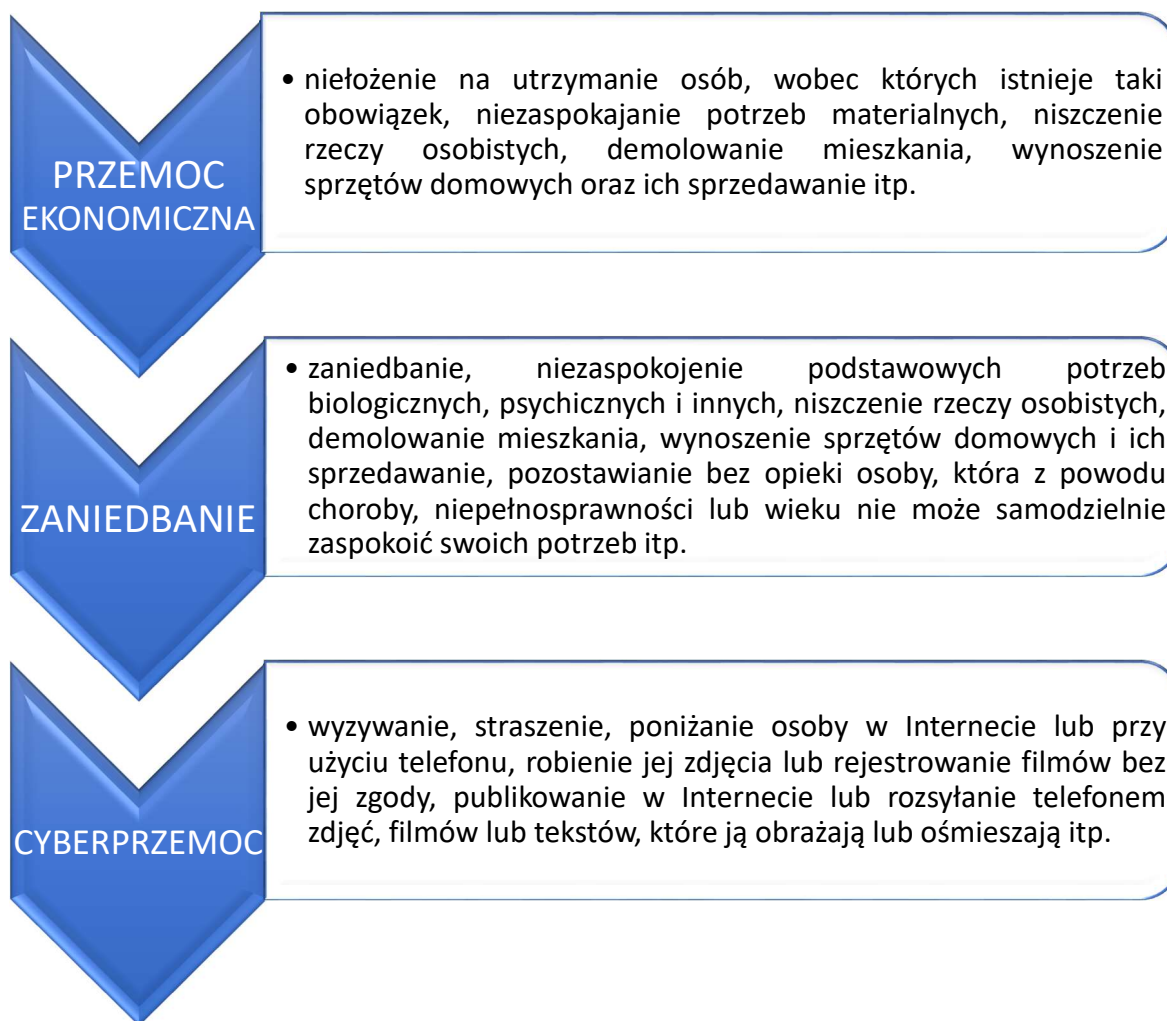 PRZEMOC
EKONOMICZNA
• niełożenie na utrzymanie osób, wobec których istnieje taki
obowiązek, niezaspokajanie potrzeb materialnych, niszczenie
rzeczy osobistych, demolowanie mieszkania, wynoszenie
sprzętów domowych oraz ich sprzedawanie itp.
ZANIEDBANIE
• zaniedbanie, niezaspokojenie podstawowych potrzeb
biologicznych, psychicznych i innych, niszczenie rzeczy osobistych,
demolowanie mieszkania, wynoszenie sprzętów domowych i ich
sprzedawanie, pozostawianie bez opieki osoby, która z powodu
choroby, niepełnosprawności lub wieku nie może samodzielnie
zaspokoić swoich potrzeb itp.
CYBERPRZEMOC
• wyzywanie, straszenie, poniżanie osoby w Internecie lub przy
użyciu telefonu, robienie jej zdjęcia lub rejestrowanie filmów bez
jej zgody, publikowanie w Internecie lub rozsyłanie telefonem
zdjęć, filmów lub tekstów, które ją obrażają lub ośmieszają itp.